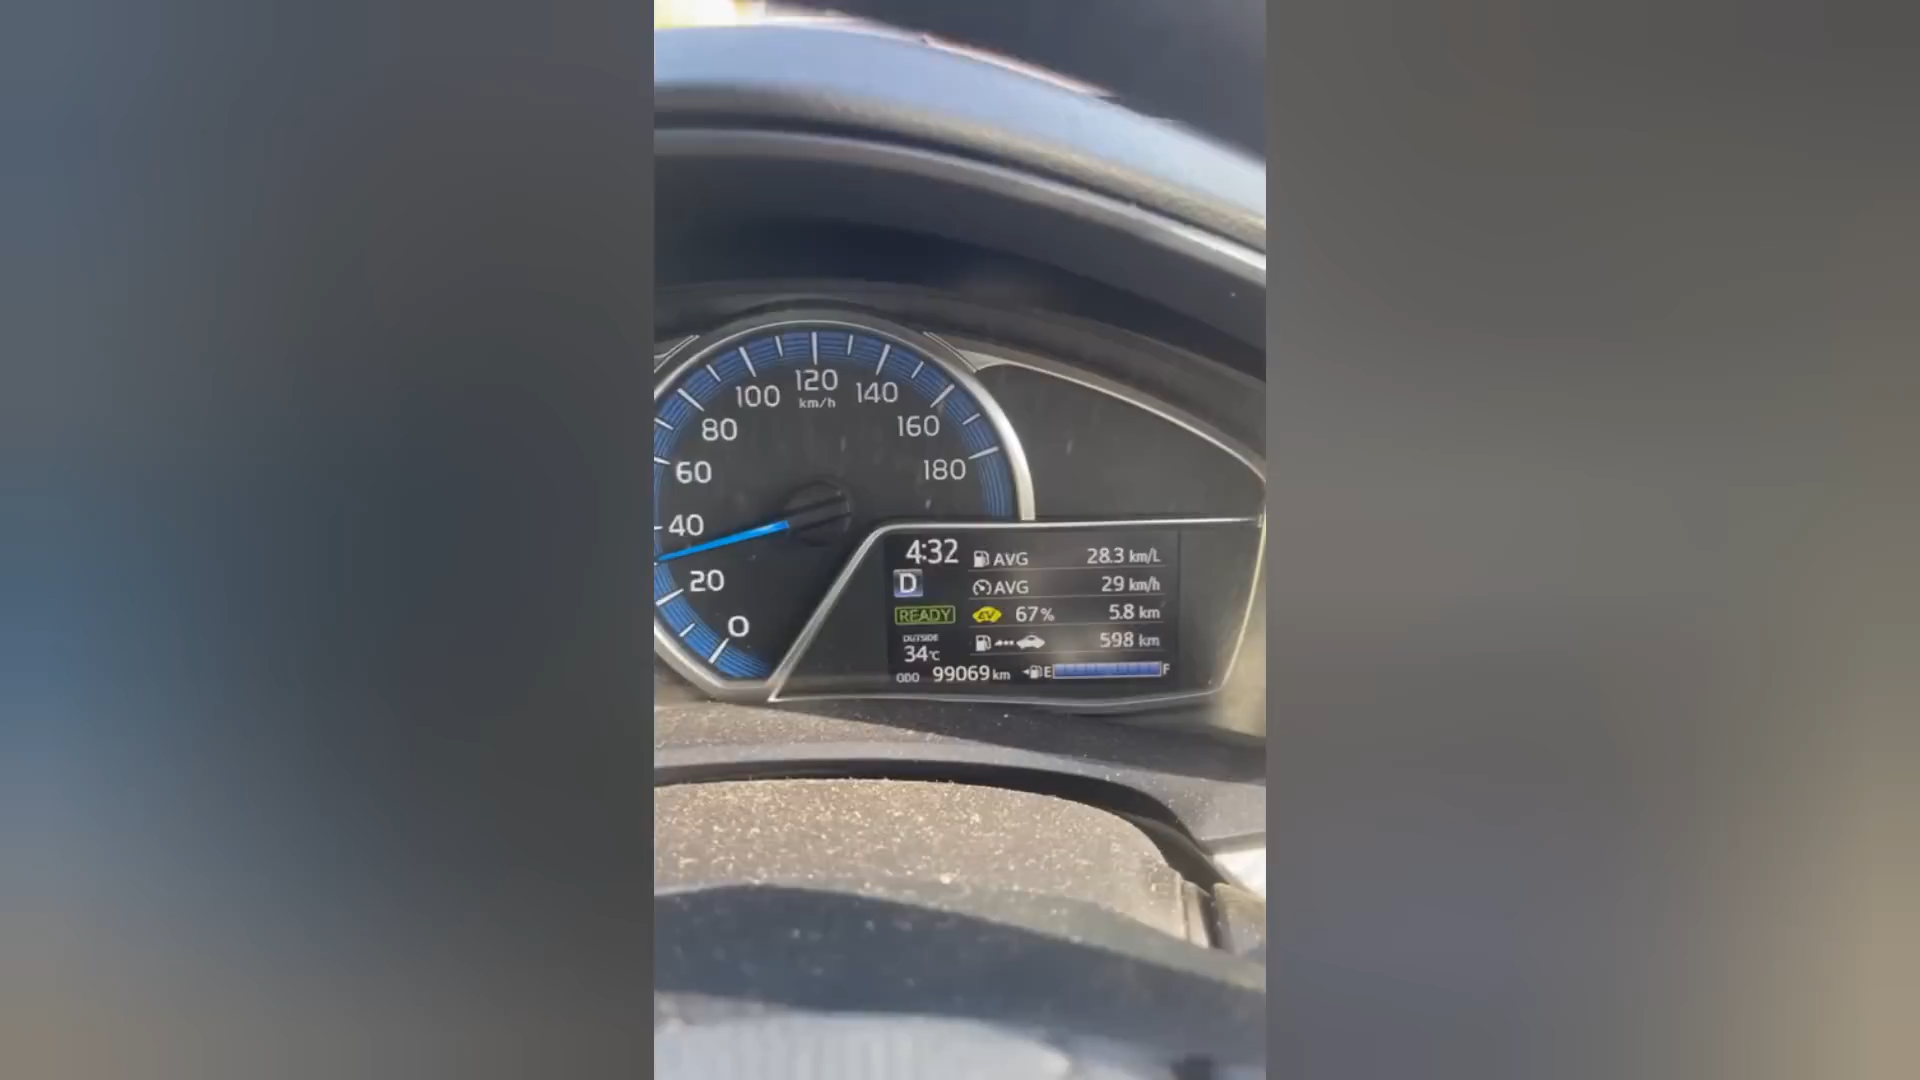 120
100 140
km/h
80 160
60 180
40
20
0
4:32 AVG 28.3 km/L
D AVG 29 km/h
READY EV 67% 5.8 km
OUTSIDE 598 km
34°C
ODO 99069 km E F